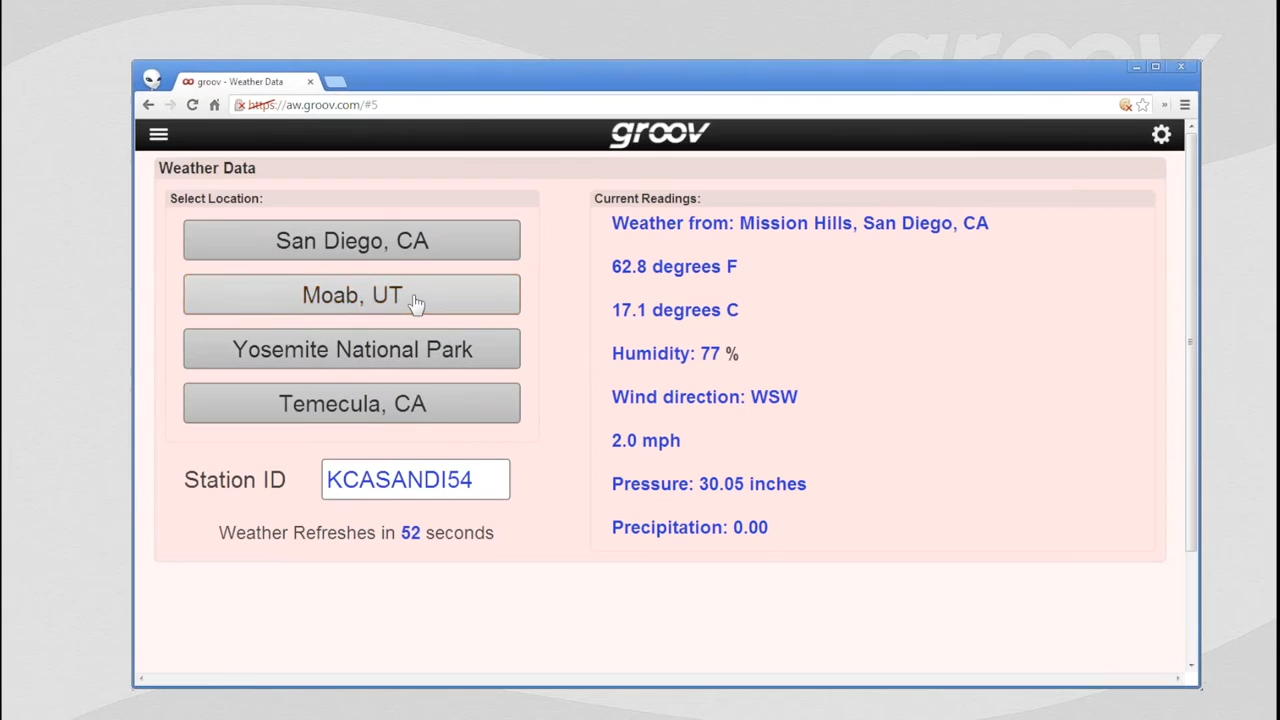 groov
groov - Weather Data
https://aw.groov.com/#5
groov
Weather Data
Select Location:
San Diego, CA
Moab, UT
Yosemite National Park
Temecula, CA
Station ID KCASANDI54
Weather Refreshes in 52 seconds
Current Readings:
Weather from: Mission Hills, San Diego, CA
62.8 degrees F
17.1 degrees C
Humidity: 77 %
Wind direction: WSW
2.0 mph
Pressure: 30.05 inches
Precipitation: 0.00